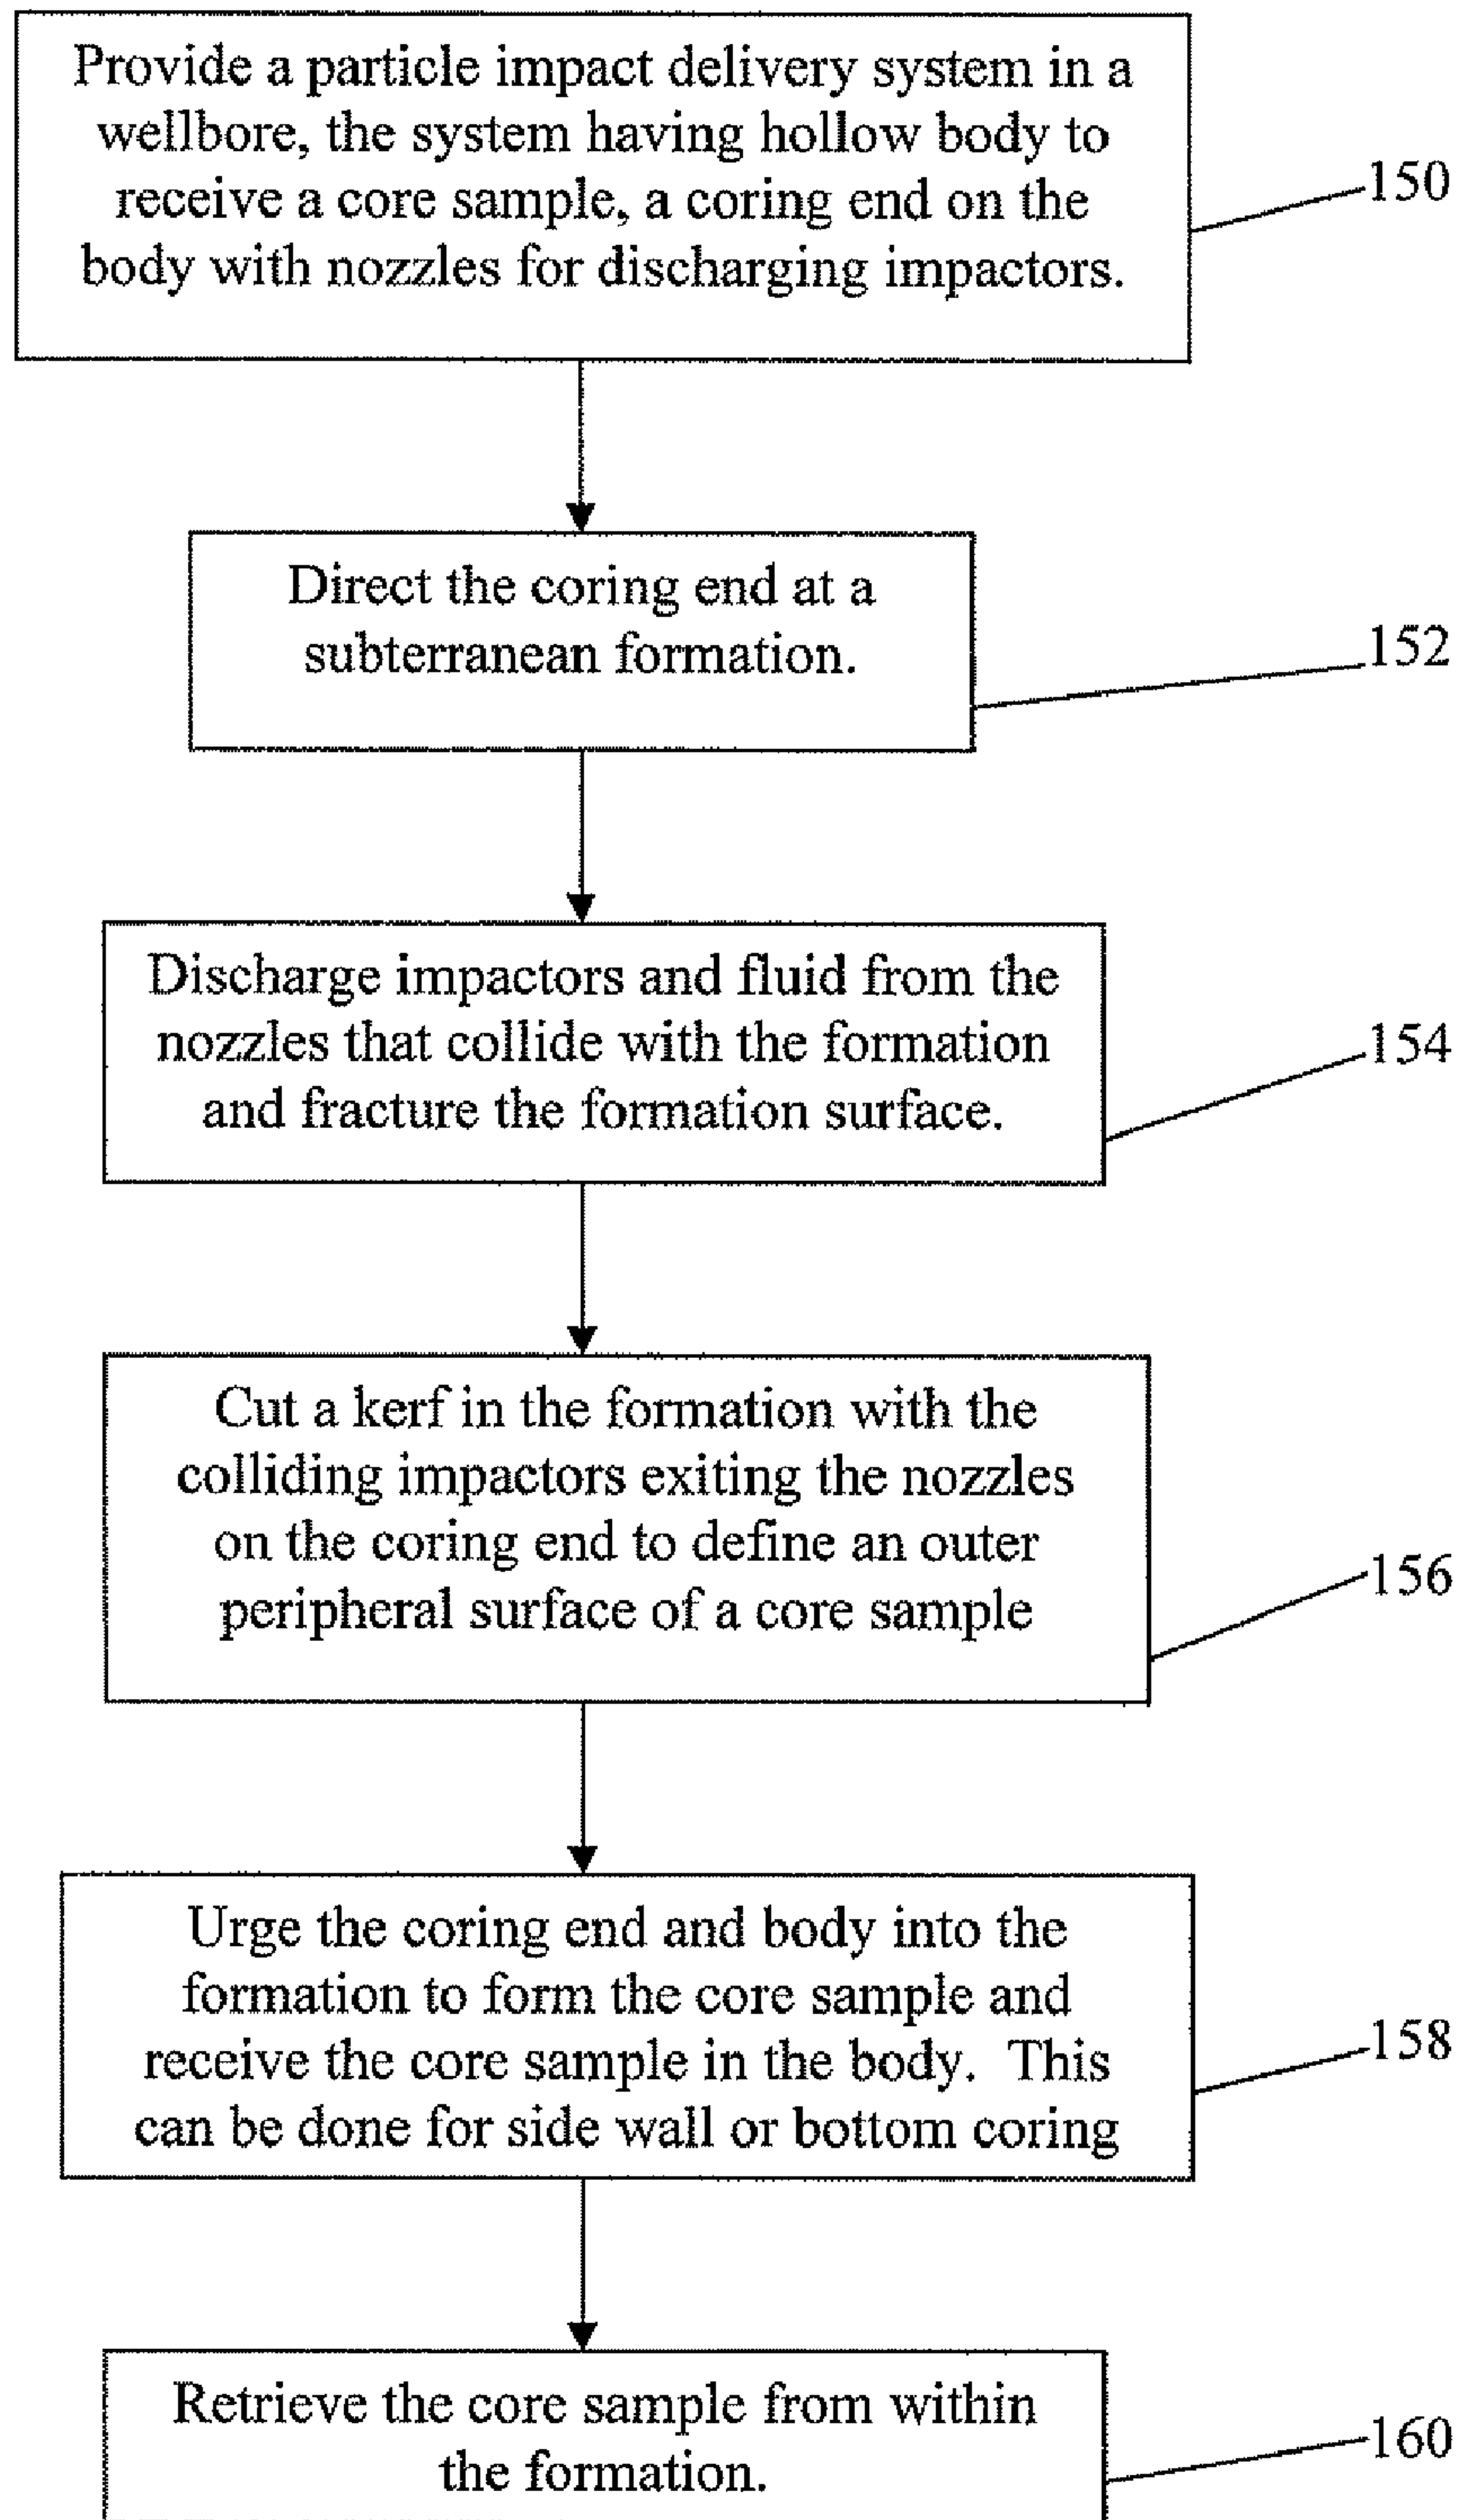 Provide a particle impact delivery system in a
wellbore, the system having hollow body to
receive a core sample, a coring end on the
body with nozzles for discharging impactors.
150
Direct the coring end at a
subterranean formation.
152
Discharge impactors and fluid from the
nozzles that collide with the formation
and fracture the formation surface.
154
Cut a kerf in the formation with the
colliding impactors exiting the nozzles
on the coring end to define an outer
peripheral surface of a core sample
156
Urge the coring end and body into the
formation to form the core sample and
receive the core sample in the body.  This
can be done for side wall or bottom coring
158
Retrieve the core sample from within
the formation.
160